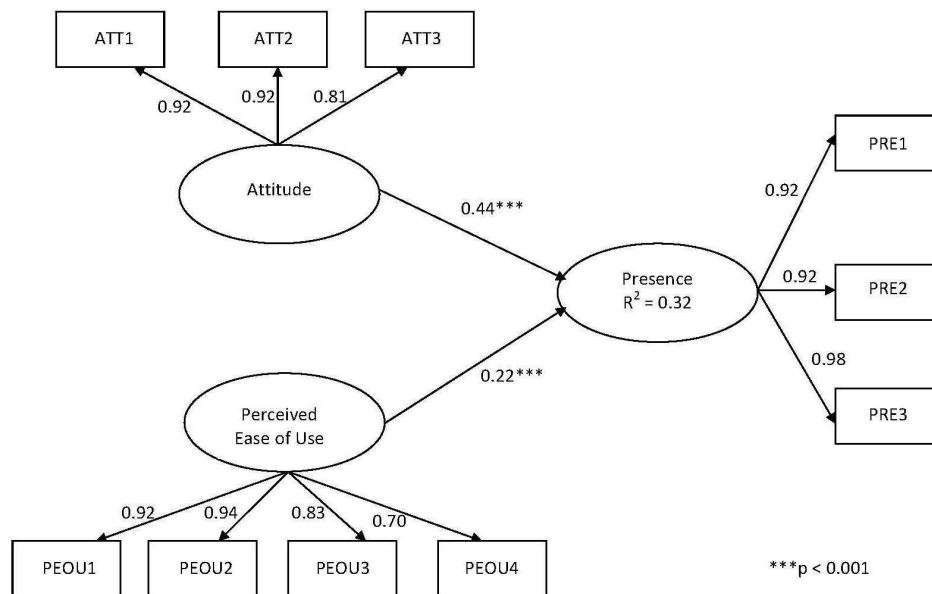 ATT1
ATT2
ATT3
0.92
0.92
0.81
PRE1
Attitude
0.92
0.44***
Presence
R² = 0.32
0.92
PRE2
0.98
0.22***
Perceived
Ease of Use
PRE3
0.92
0.94
0.83
0.70
PEOU1
PEOU2
PEOU3
PEOU4
***p < 0.001